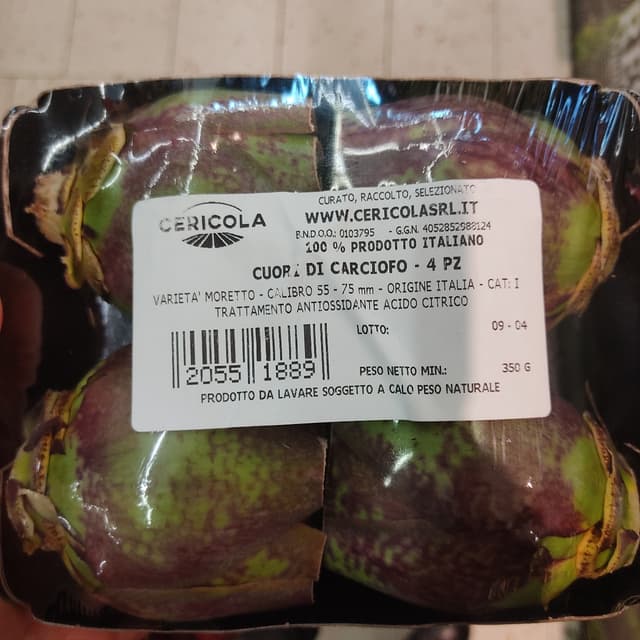 CERICOLA
CURATO, RACCOLTO, SELEZIONATO
WWW.CERICOLASRL.IT
B.N.D.O.O.: 0103795 - G.G.N. 4052852988124
100 % PRODOTTO ITALIANO
CUORI DI CARCIOFO - 4 PZ
VARIETA' MORETTO - CALIBRO 55 - 75 mm - ORIGINE ITALIA - CAT: I
TRATTAMENTO ANTIOSSIDANTE ACIDO CITRICO
LOTTO: 09 - 04
2055 1889
PESO NETTO MIN.: 350 G
PRODOTTO DA LAVARE SOGGETTO A CALO PESO NATURALE